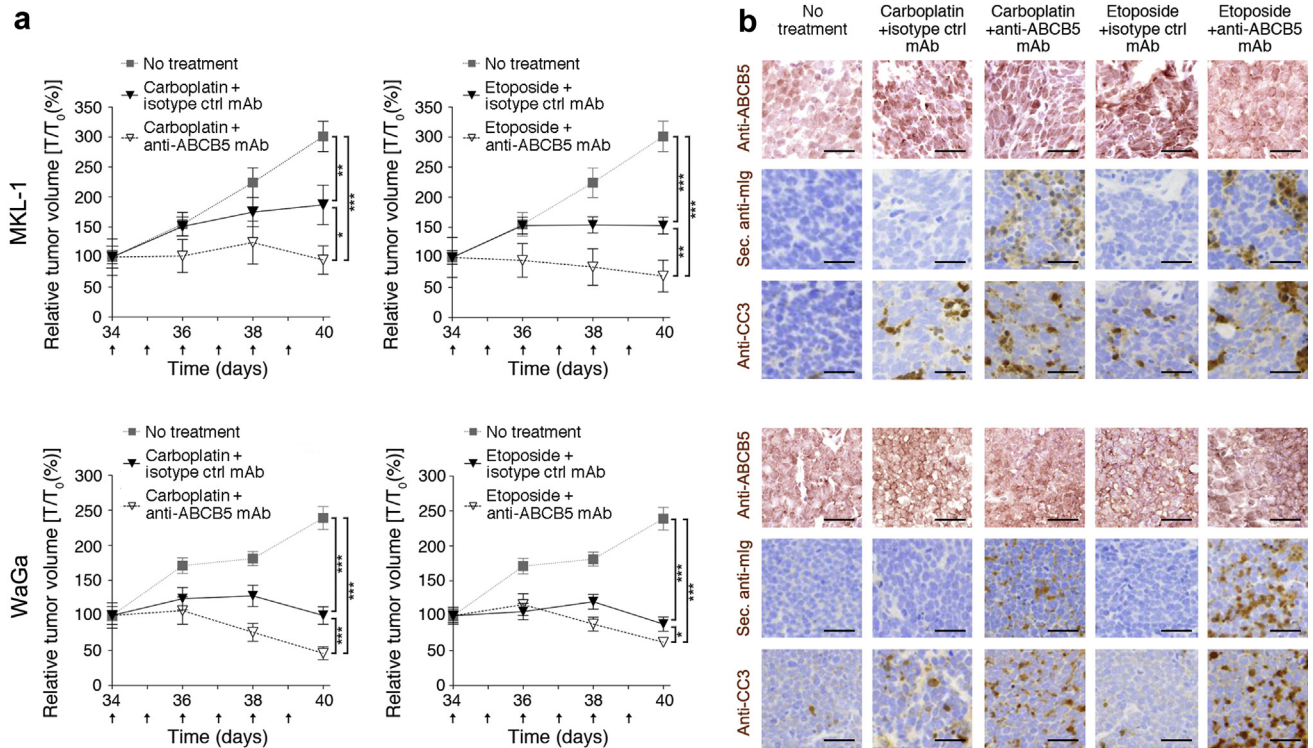 a
No treatment
Carboplatin +
isotype ctrl mAb
Carboplatin +
anti-ABCB5 mAb
MKL-1
Relative tumor volume [T/T0(%)]
350
300
250
200
150
100
50
0
34
36
38
40
Time (days)
**
*
***
No treatment
Etoposide +
isotype ctrl mAb
Etoposide +
anti-ABCB5 mAb
Relative tumor volume [T/T0(%)]
350
300
250
200
150
100
50
0
34
36
38
40
Time (days)
***
**
***
No treatment
Carboplatin +
isotype ctrl mAb
Carboplatin +
anti-ABCB5 mAb
WaGa
Relative tumor volume [T/T0(%)]
300
250
200
150
100
50
0
34
36
38
40
Time (days)
***
***
***
No treatment
Etoposide +
isotype ctrl mAb
Etoposide +
anti-ABCB5 mAb
Relative tumor volume [T/T0(%)]
300
250
200
150
100
50
0
34
36
38
40
Time (days)
***
*
***
b
No
treatment
Carboplatin
+isotype ctrl
mAb
Carboplatin
+anti-ABCB5
mAb
Etoposide
+isotype ctrl
mAb
Etoposide
+anti-ABCB5
mAb
Anti-ABCB5
Sec. anti-mIg
Anti-CC3
Anti-ABCB5
Sec. anti-mIg
Anti-CC3